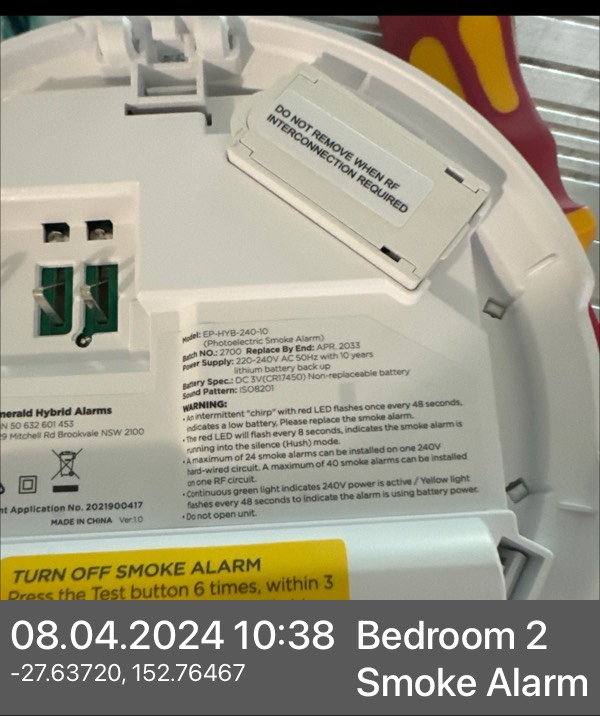 DO NOT REMOVE WHEN RF
INTERCONNECTION REQUIRED
Model: EP-HYB-240-10
(Photoelectric Smoke Alarm)
Batch NO.: 2700 Replace By End: APR, 2033
Power Supply: 220-240V AC 50Hz with 10 years
lithium battery back up
Battery Spec.: DC 3V(CR17450) Non-replaceable battery
Sound Pattern: ISO8201
WARNING:
• An intermittent "chirp" with red LED flashes once every 48 seconds,
indicates a low battery, Please replace the smoke alarm.
• The red LED will flash every 8 seconds, indicates the smoke alarm is
running into the silence (Hush) mode.
• A maximum of 24 smoke alarms can be installed on one 240V
hard-wired circuit. A maximum of 40 smoke alarms can be installed
on one RF circuit.
• Continuous green light indicates 240V power is active / Yellow light
flashes every 48 seconds to indicate the alarm is using battery power.
• Do not open unit.
nerald Hybrid Alarms
N 50 632 601 453
9 Mitchell Rd Brookvale NSW 2100
nt Application No. 2021900417
MADE IN CHINA Ver:1.0
TURN OFF SMOKE ALARM
Press the Test button 6 times, within 3
08.04.2024 10:38
-27.63720, 152.76467
Bedroom 2
Smoke Alarm